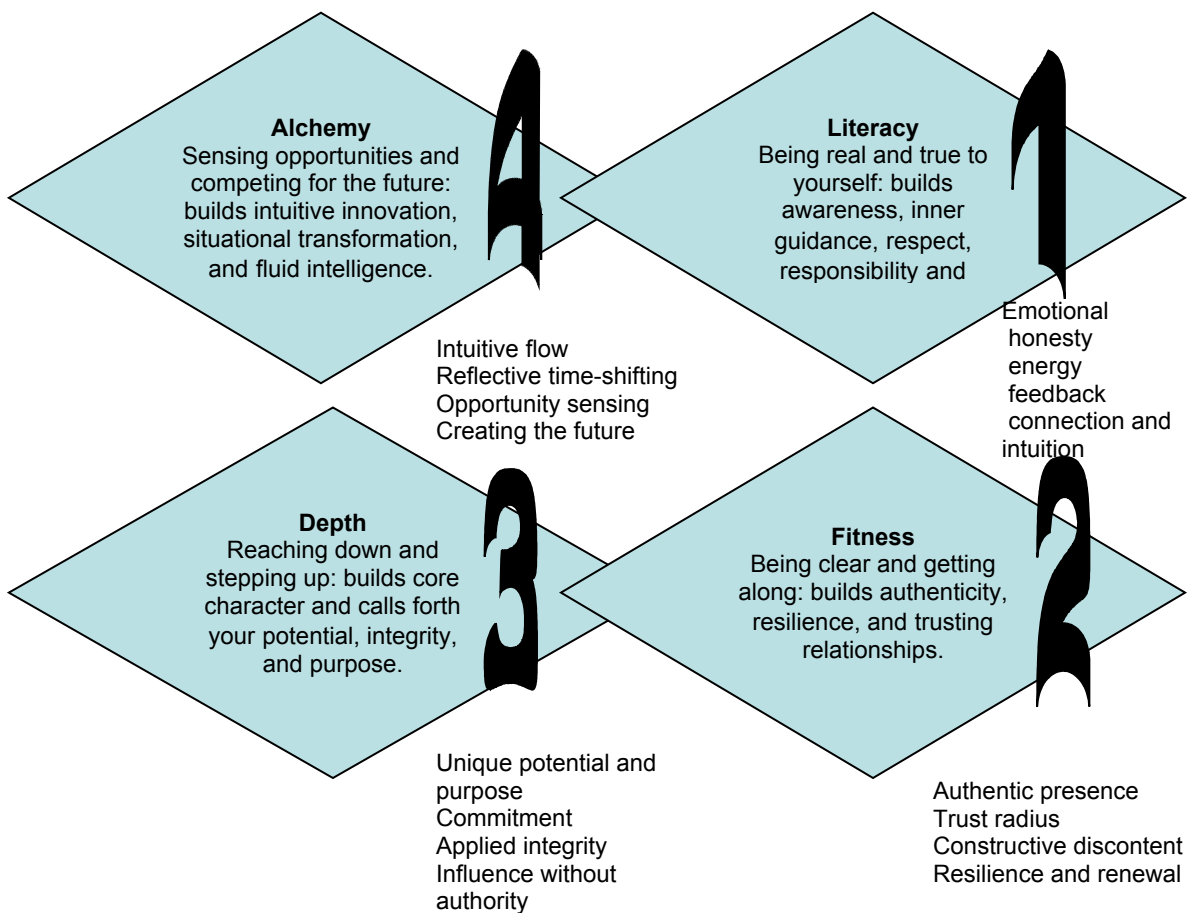 Alchemy
Sensing opportunities and
competing for the future:
builds intuitive innovation,
situational transformation,
and fluid intelligence.
4
Intuitive flow
Reflective time-shifting
Opportunity sensing
Creating the future
Literacy
Being real and true to
yourself: builds
awareness, inner
guidance, respect,
responsibility and
1
Emotional
honesty
energy
feedback
connection and
intuition
Depth
Reaching down and
stepping up: builds core
character and calls forth
your potential, integrity,
and purpose.
3
Unique potential and
purpose
Commitment
Applied integrity
Influence without
authority
Fitness
Being clear and getting
along: builds authenticity,
resilience, and trusting
relationships.
2
Authentic presence
Trust radius
Constructive discontent
Resilience and renewal